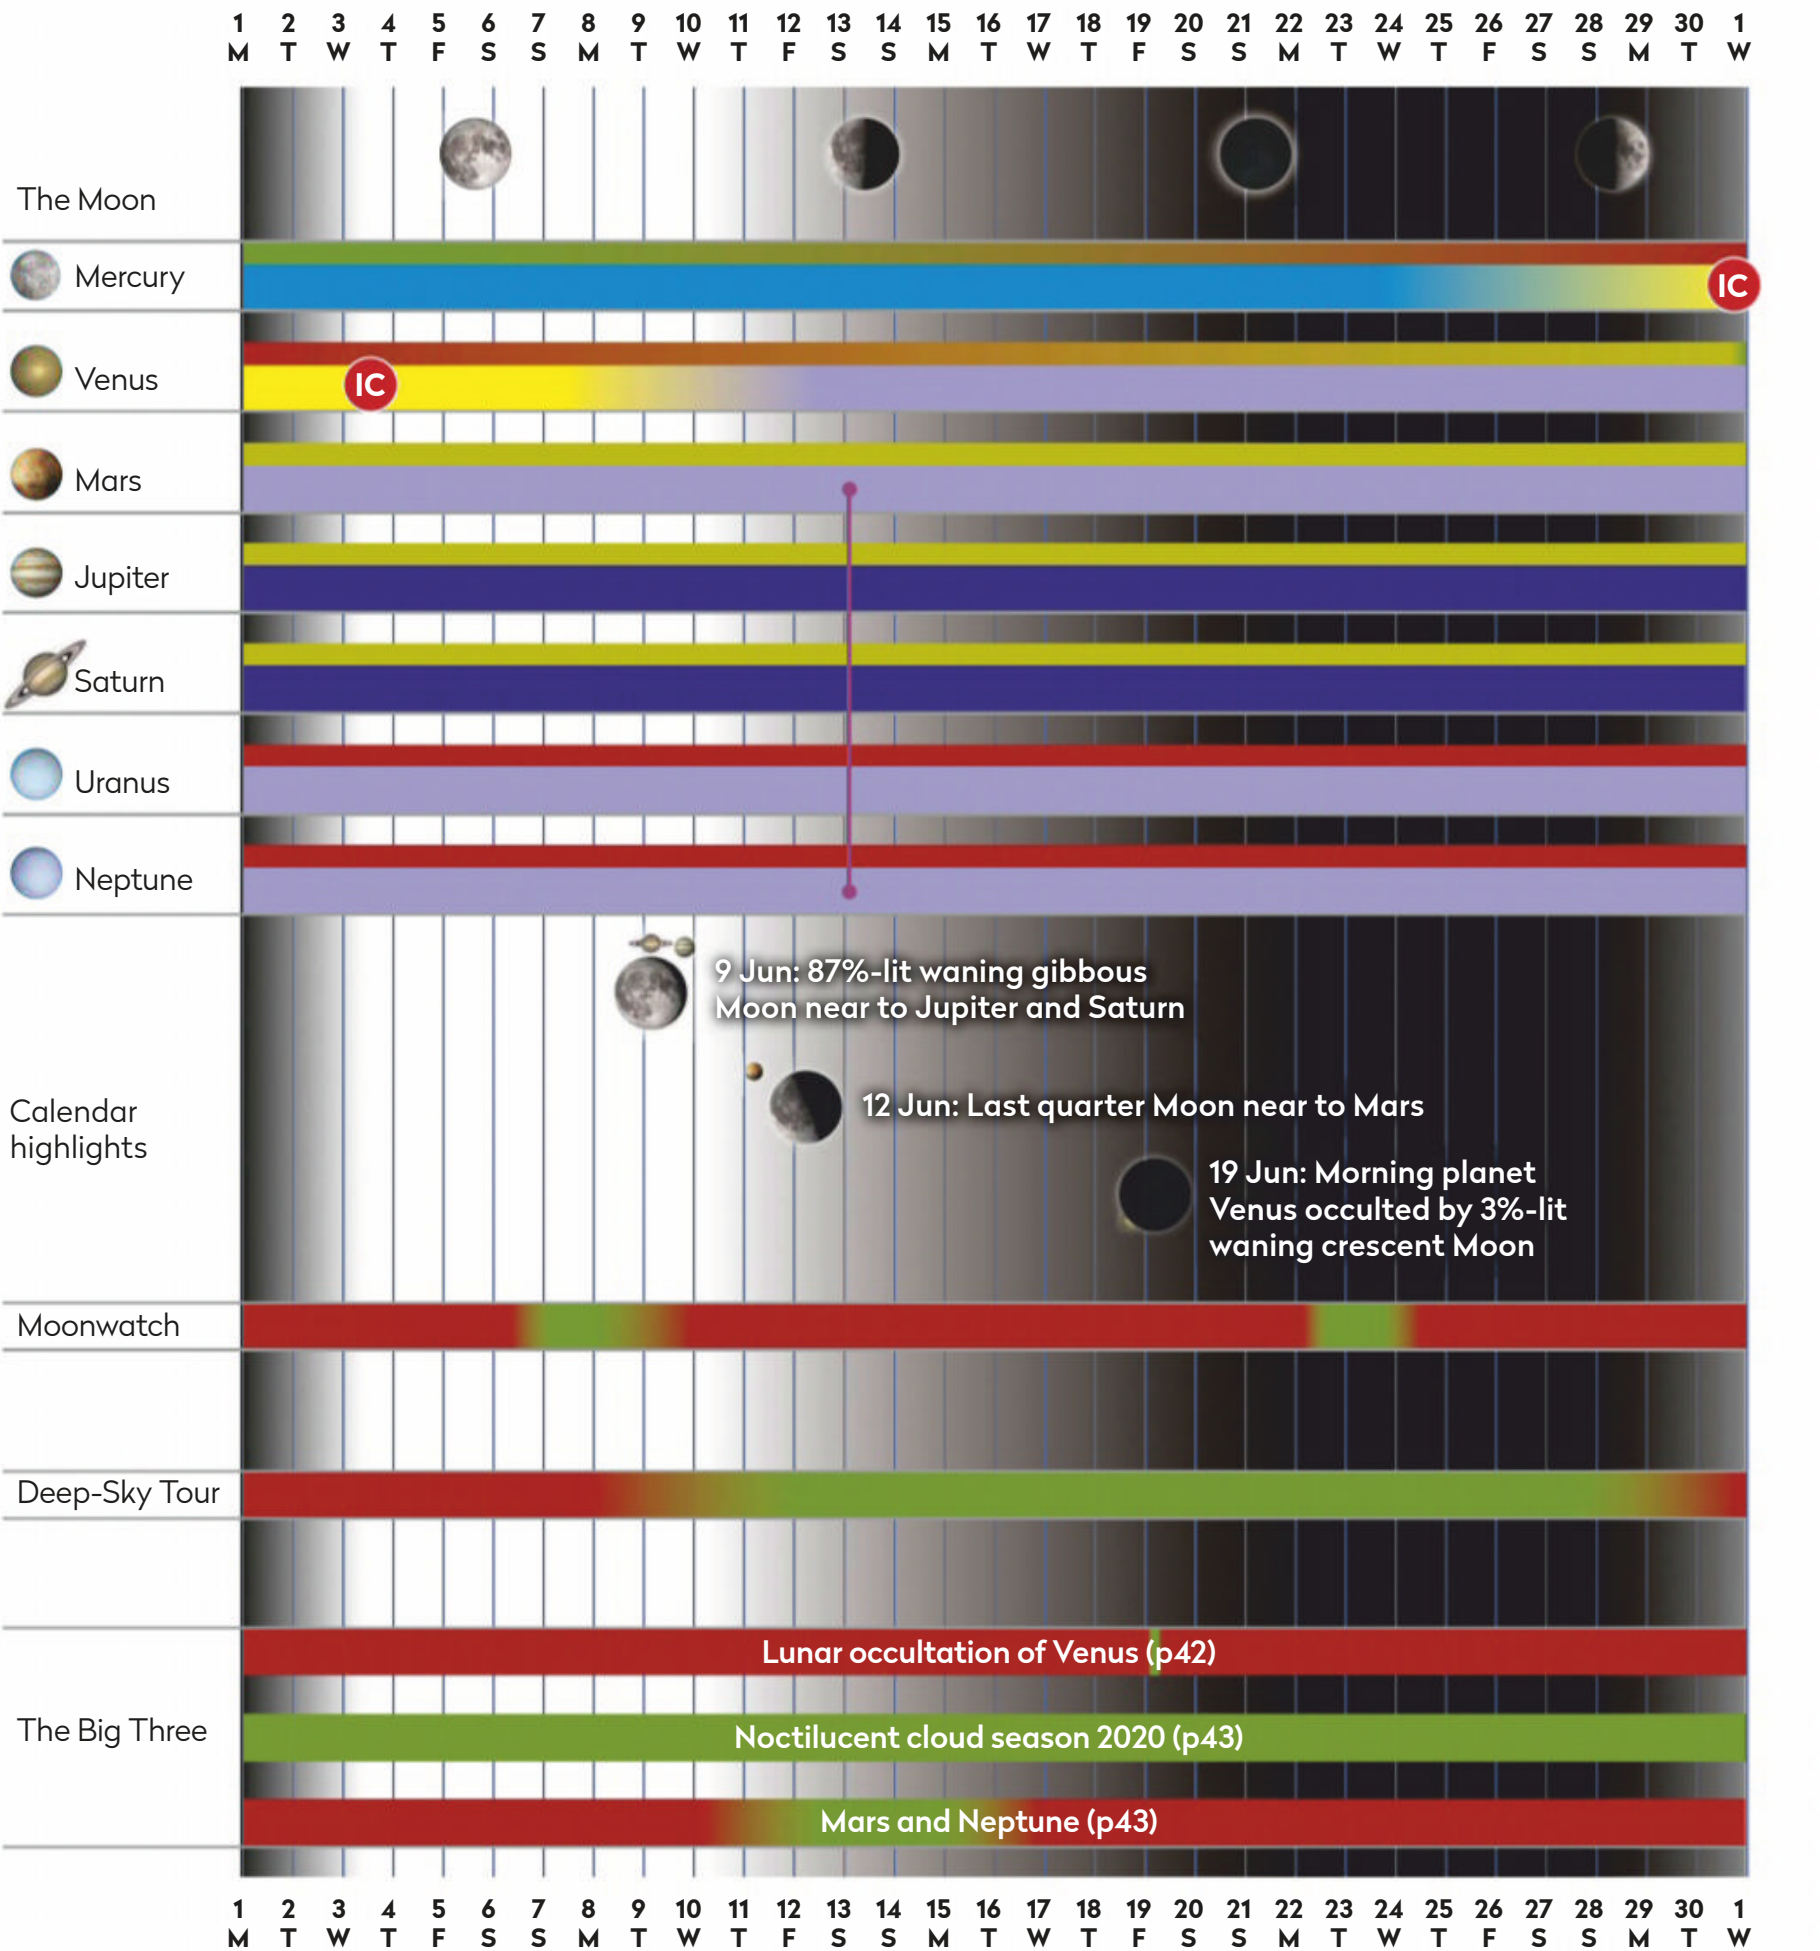 1 2 3 4 5 6 7 8 9 10 11 12 13 14 15 16 17 18 19 20 21 22 23 24 25 26 27 28 29 30 1
M T W T F S S M T W T F S S M T W T F S S M T W T F S S M T W
The Moon
Mercury
IC
Venus
IC
Mars
Jupiter
Saturn
Uranus
Neptune
Calendar
highlights
9 Jun: 87%-lit waning gibbous
Moon near to Jupiter and Saturn
12 Jun: Last quarter Moon near to Mars
19 Jun: Morning planet
Venus occulted by 3%-lit
waning crescent Moon
Moonwatch
Deep-Sky Tour
The Big Three
Lunar occultation of Venus (p42)
Noctilucent cloud season 2020 (p43)
Mars and Neptune (p43)
1 2 3 4 5 6 7 8 9 10 11 12 13 14 15 16 17 18 19 20 21 22 23 24 25 26 27 28 29 30 1
M T W T F S S M T W T F S S M T W T F S S M T W T F S S M T W